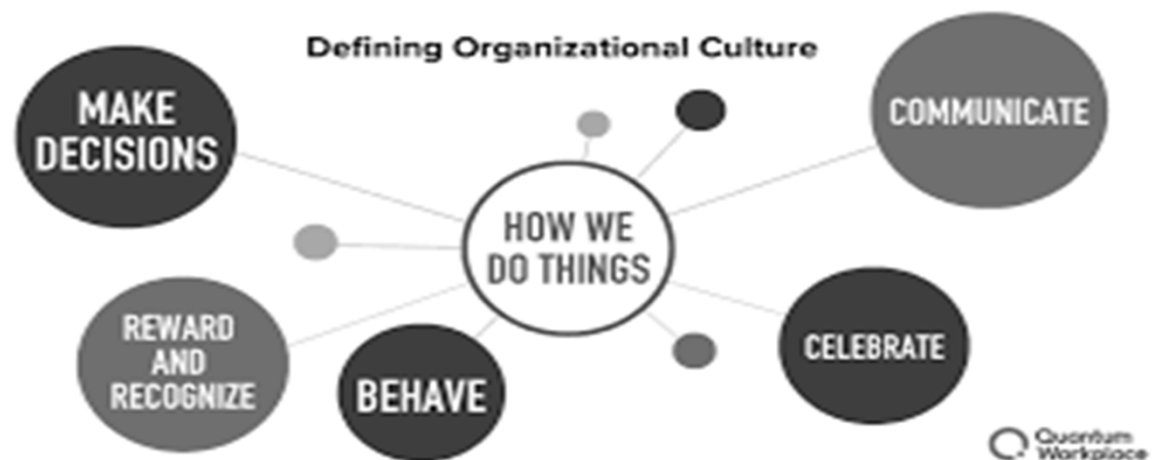 Defining Organizational Culture
MAKE
DECISIONS
COMMUNICATE
HOW WE
DO THINGS
REWARD
AND
RECOGNIZE
BEHAVE
CELEBRATE
Quantum
Workplace